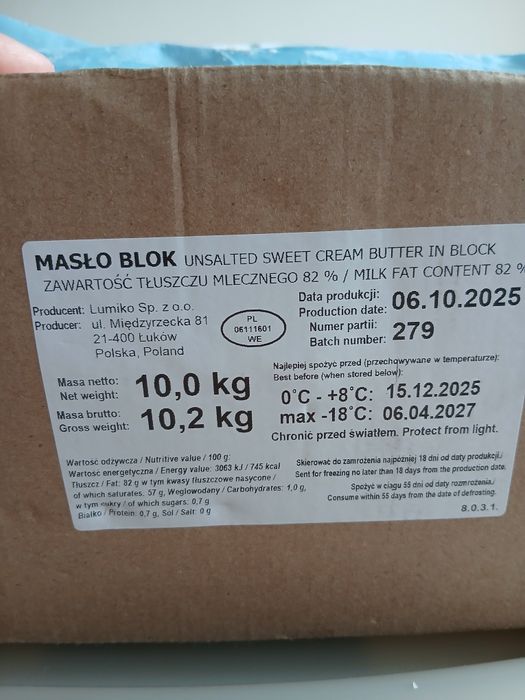 MASŁO BLOK UNSALTED SWEET CREAM BUTTER IN BLOCK
ZAWARTOŚĆ TŁUSZCZU MLECZNEGO 82 % / MILK FAT CONTENT 82 %
Producent: Lumiko Sp. z o.o.
Producer: ul. Międzyrzecka 81
21-400 Łuków
Polska, Poland
PL
06111601
WE
Data produkcji: 06.10.2025
Production date:
Numer partii: 279
Batch number:
Masa netto: 10,0 kg
Net weight:
Masa brutto: 10,2 kg
Gross weight:
Najlepiej spożyć przed (przechowywane w temperaturze):
Best before (when stored below):
0°C - +8°C: 15.12.2025
max -18°C: 06.04.2027
Chronić przed światłem. Protect from light.
Wartość odżywcza / Nutritive value / 100 g:
Wartość energetyczna / Energy value: 3063 kJ / 745 kcal
Tłuszcz / Fat: 82 g w tym kwasy tłuszczowe nasycone /
of which saturates: 57 g, Węglowodany / Carbohydrates: 1,0 g,
w tym cukry / of which sugars: 0,7 g
Białko / Protein: 0,7 g, Sól / Salt: 0 g
Skierować do zamrożenia najpóźniej 18 dni od daty produkcji.
Sent for freezing no later than 18 days from the production date.
Spożyć w ciągu 55 dni od daty rozmrożenia.
Consume within 55 days from the date of defrosting.
8.0.3.1.